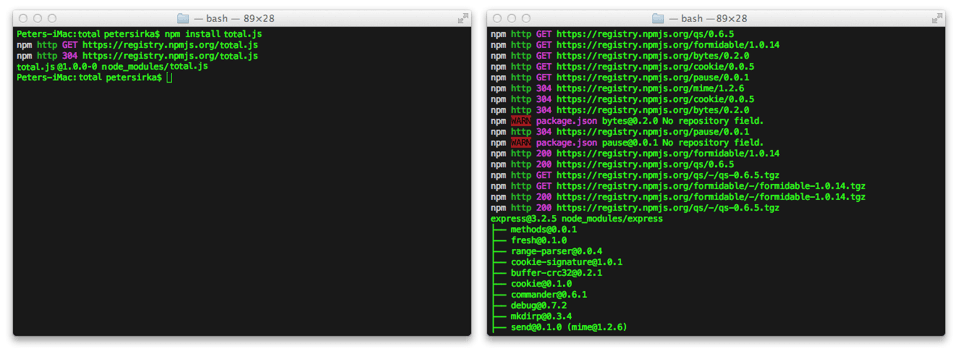 — bash — 89×28
Peters-iMac:total petersirka$ npm install total.js
npm http GET https://registry.npmjs.org/total.js
npm http 304 https://registry.npmjs.org/total.js
total.js@1.0.0-0 node_modules/total.js
Peters-iMac:total petersirka$
— bash — 89×28
npm http GET https://registry.npmjs.org/qs/0.6.5
npm http GET https://registry.npmjs.org/formidable/1.0.14
npm http GET https://registry.npmjs.org/bytes/0.2.0
npm http GET https://registry.npmjs.org/cookie/0.0.5
npm http GET https://registry.npmjs.org/pause/0.0.1
npm http 304 https://registry.npmjs.org/mime/1.2.6
npm http 304 https://registry.npmjs.org/cookie/0.0.5
npm http 304 https://registry.npmjs.org/bytes/0.2.0
npm WARN package.json bytes@0.2.0 No repository field.
npm http 304 https://registry.npmjs.org/pause/0.0.1
npm WARN package.json pause@0.0.1 No repository field.
npm http 200 https://registry.npmjs.org/formidable/1.0.14
npm http 200 https://registry.npmjs.org/qs/0.6.5
npm http GET https://registry.npmjs.org/qs/-/qs-0.6.5.tgz
npm http GET https://registry.npmjs.org/formidable/-/formidable-1.0.14.tgz
npm http 200 https://registry.npmjs.org/formidable/-/formidable-1.0.14.tgz
npm http 200 https://registry.npmjs.org/qs/-/qs-0.6.5.tgz
express@3.2.5 node_modules/express
├── methods@0.0.1
├── fresh@0.1.0
├── range-parser@0.0.4
├── cookie-signature@1.0.1
├── buffer-crc32@0.2.1
├── cookie@0.1.0
├── commander@0.6.1
├── debug@0.7.2
├── mkdirp@0.3.4
├── send@0.1.0 (mime@1.2.6)